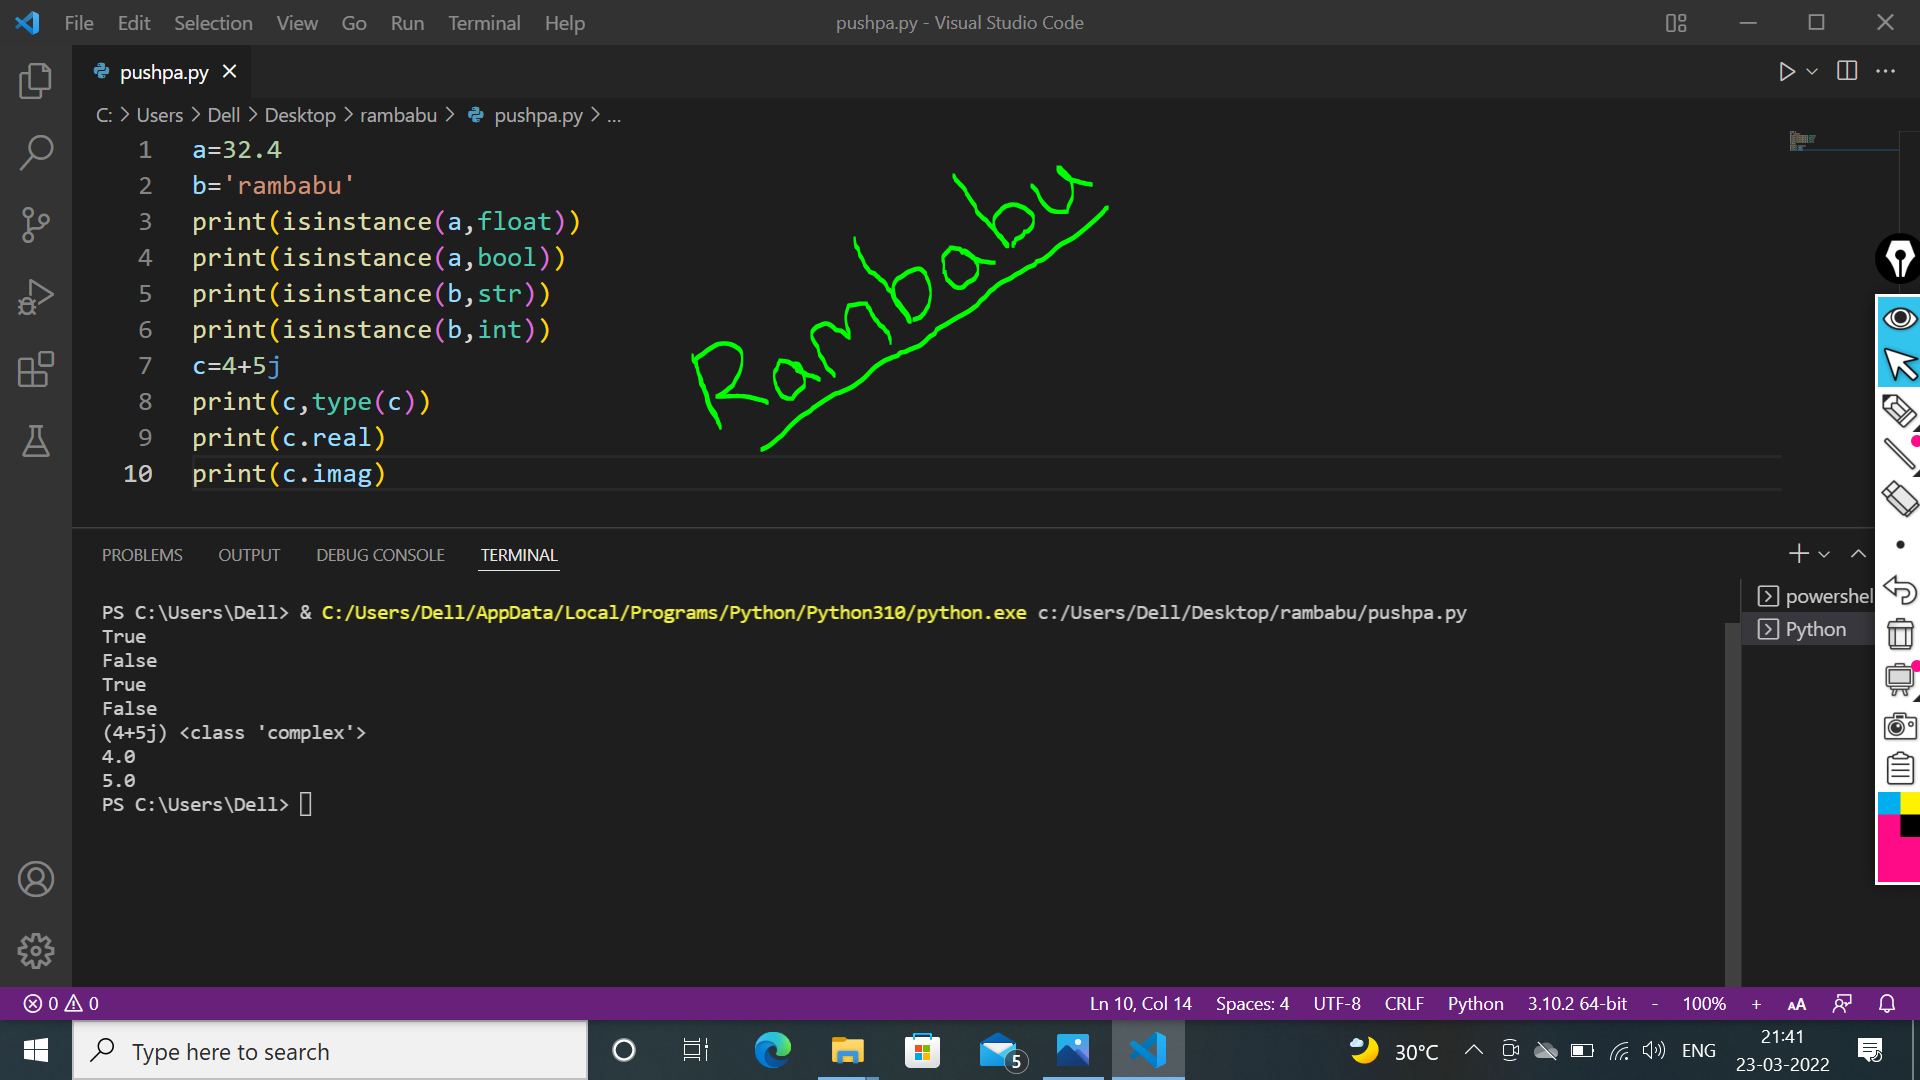 File Edit Selection View Go Run Terminal Help
pushpa.py - Visual Studio Code
pushpa.py
C: > Users > Dell > Desktop > rambabu > pushpa.py > ...
1 a=32.4
2 b='rambabu'
3 print(isinstance(a,float))
4 print(isinstance(a,bool))
5 print(isinstance(b,str))
6 print(isinstance(b,int))
7 c=4+5j
8 print(c,type(c))
9 print(c.real)
10 print(c.imag)
Rambabu
PROBLEMS OUTPUT DEBUG CONSOLE TERMINAL
PS C:\Users\Dell> & C:/Users/Dell/AppData/Local/Programs/Python/Python310/python.exe c:/Users/Dell/Desktop/rambabu/pushpa.py
True
False
True
False
(4+5j) <class 'complex'>
4.0
5.0
PS C:\Users\Dell>
powershel
Python
0 0
Ln 10, Col 14 Spaces: 4 UTF-8 CRLF Python 3.10.2 64-bit - 100% + AA
Type here to search
5
30°C
ENG
21:41
23-03-2022